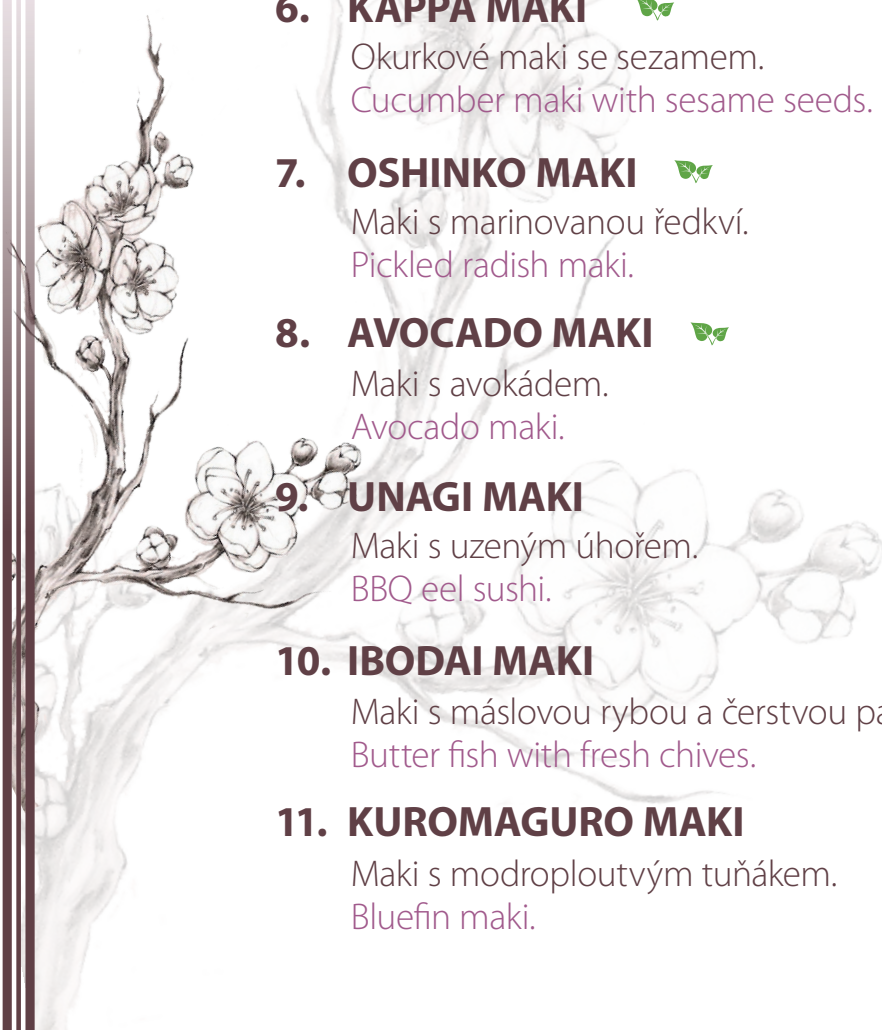 6. KAPPA MAKI
Okurkové maki se sezamem.
Cucumber maki with sesame seeds.
7. OSHINKO MAKI
Maki s marinovanou ředkví.
Pickled radish maki.
8. AVOCADO MAKI
Maki s avokádem.
Avocado maki.
9. UNAGI MAKI
Maki s uzeným úhořem.
BBQ eel sushi.
10. IBODAI MAKI
Maki s máslovou rybou a čerstvou
Butter fish with fresh chives.
11. KUROMAGURO MAKI
Maki s modroploutvým tuňákem.
Bluefin maki.